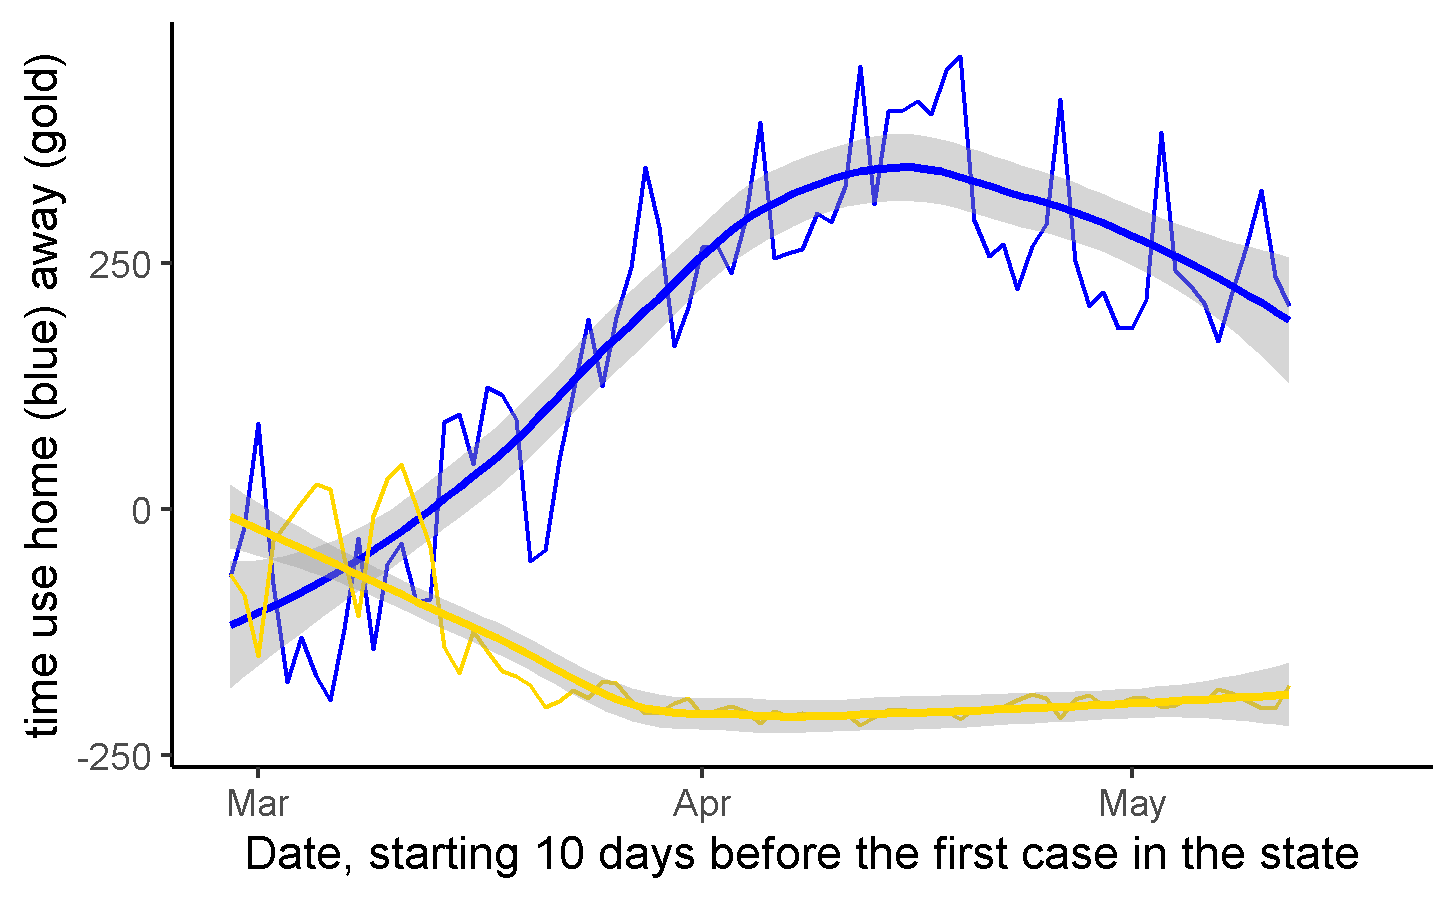 time use home (blue) away (gold)
250
0
-250
Mar Apr May
Date, starting 10 days before the first case in the state